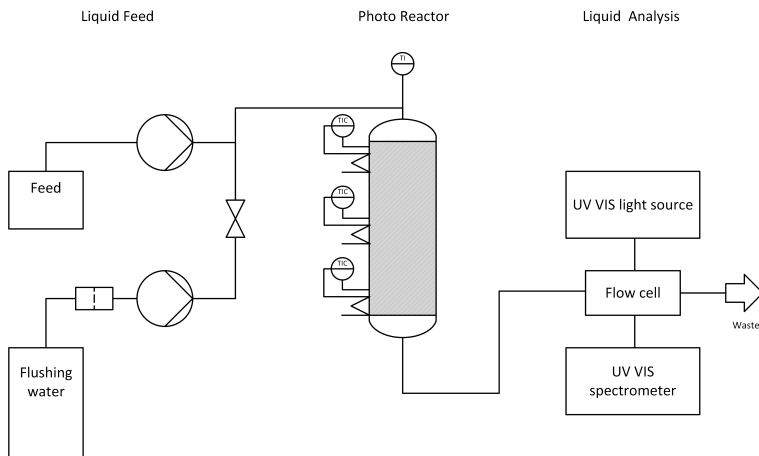 Liquid Feed
Photo Reactor
Liquid Analysis
TI
TIC
Feed
TIC
UV VIS light source
TIC
Flow cell
Waste
Flushing
water
UV VIS
spectrometer